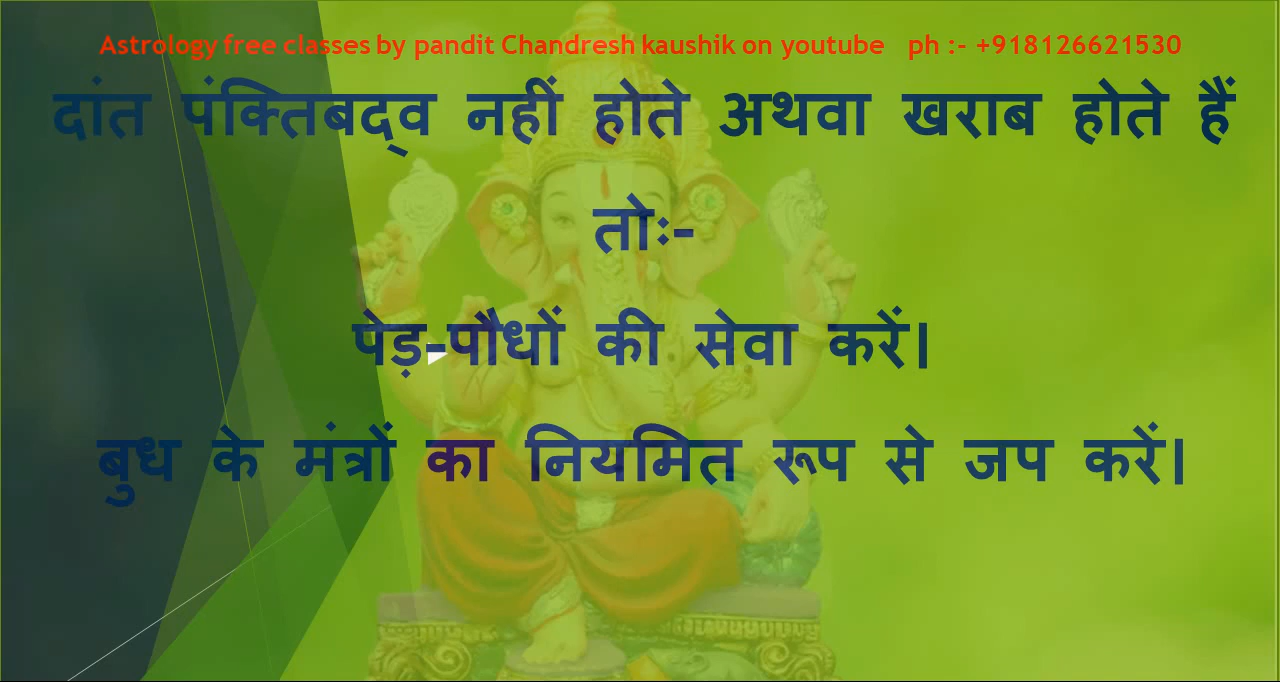 Astrology free classes by pandit Chandresh kaushik on youtube ph :- +918126621530
दांत पंक्तिबद्व नहीं होते अथवा खराब होते हैं
तोः-
पेड़-पौधों की सेवा करें।
बुध के मंत्रों का नियमित रूप से जप करें।